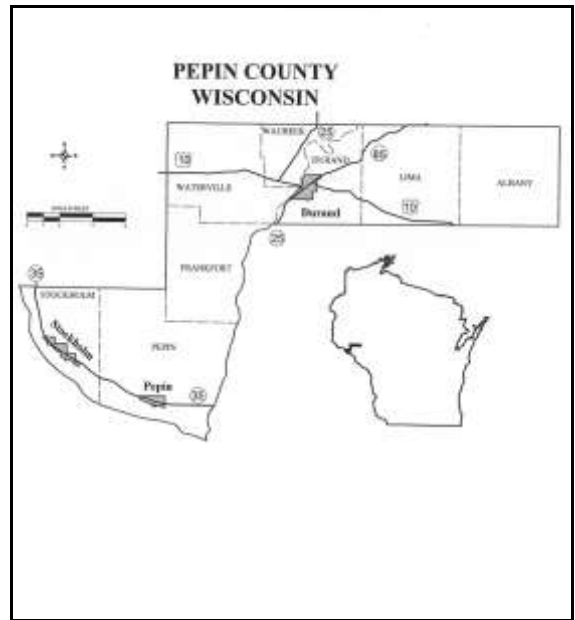 PEPIN COUNTY
WISCONSIN
WAUBEEK
25
DURAND
85
10
WATERVILLE
LIMA
ALBANY
10
Durand
25
FRANKFORT
35
STOCKHOLM
Stockholm
PEPIN
Pepin
35